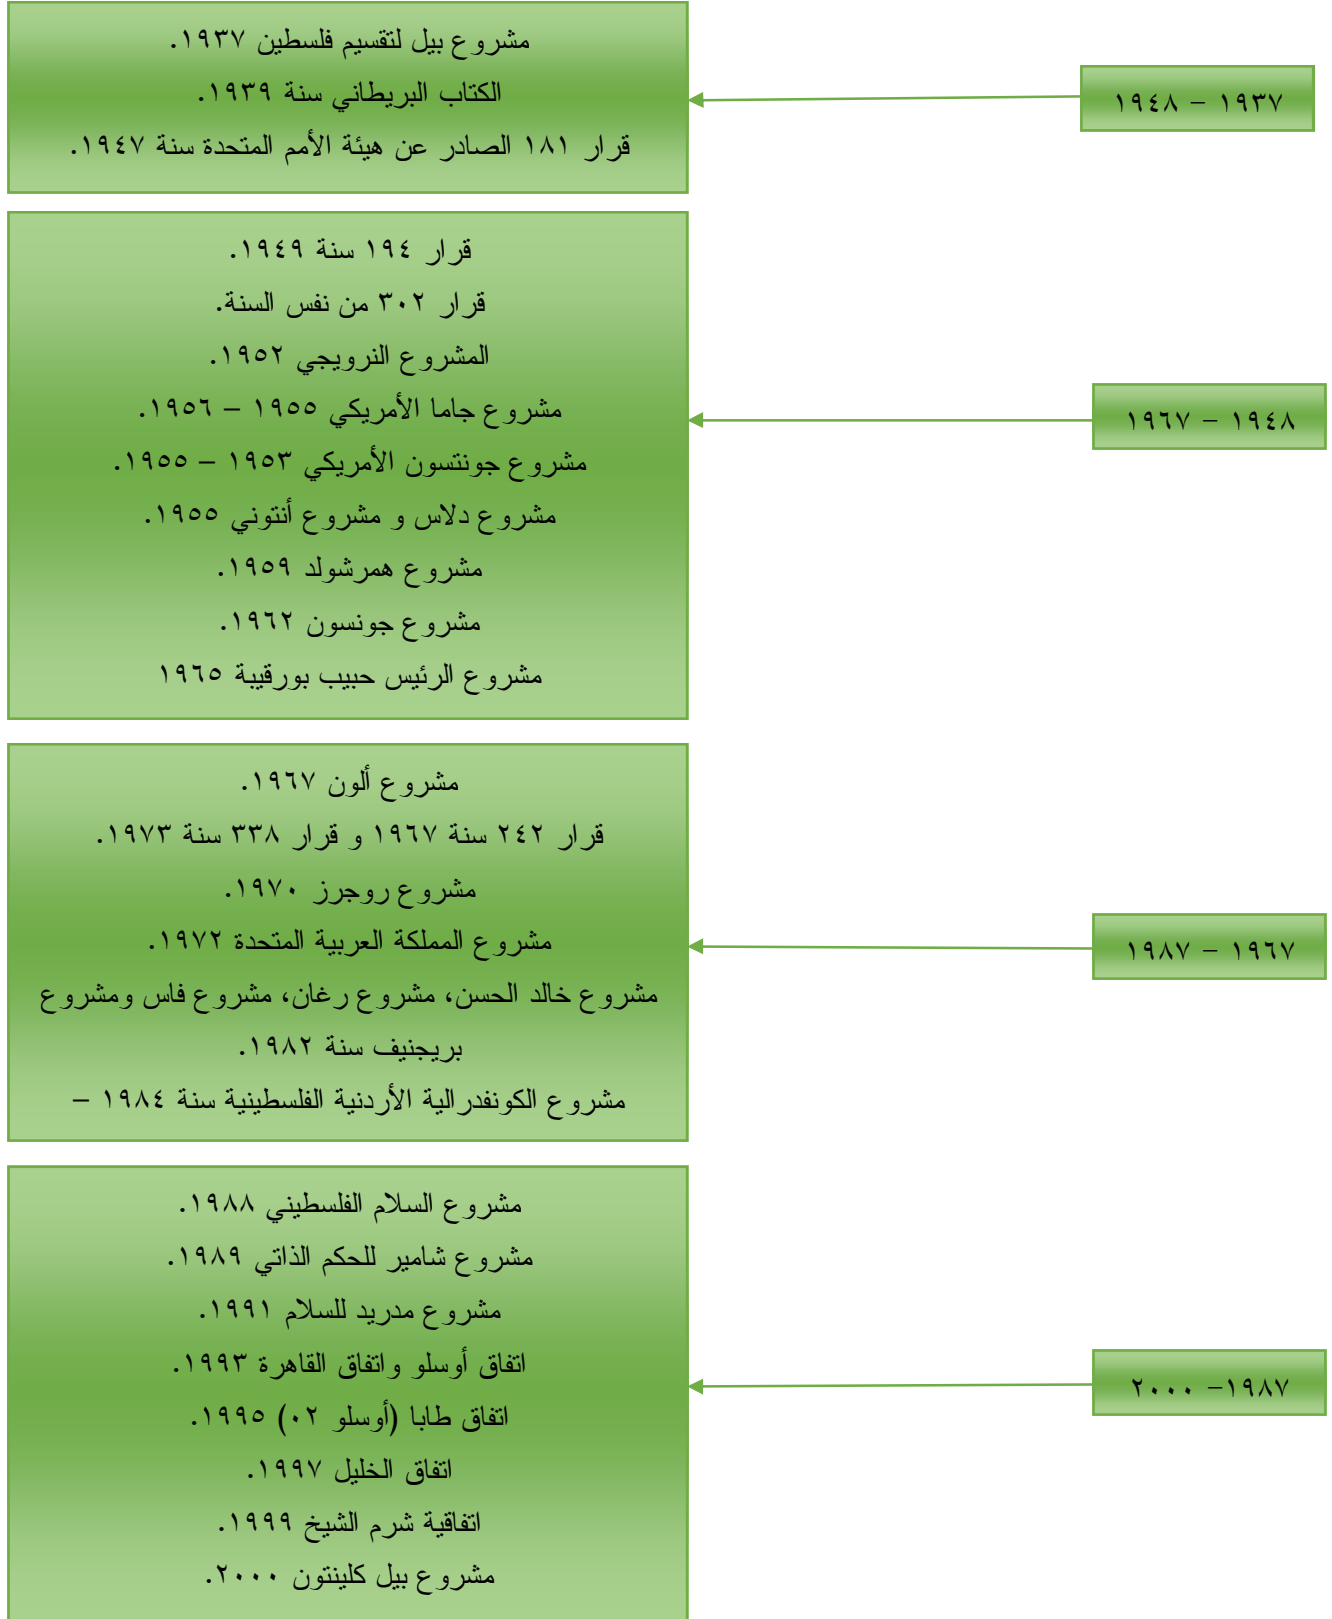 ١٩٣٧ – ١٩٤٨
مشروع بيل لتقسيم فلسطين ١٩٣٧.
الكتاب البريطاني سنة ١٩٣٩.
قرار ١٨١ الصادر عن هيئة الأمم المتحدة سنة ١٩٤٧.
١٩٤٨ – ١٩٦٧
قرار ١٩٤ سنة ١٩٤٩.
قرار ٣٠٢ من نفس السنة.
المشروع النرويجي ١٩٥٢.
مشروع جاما الأمريكي ١٩٥٥ – ١٩٥٦.
مشروع جونتسون الأمريكي ١٩٥٣ – ١٩٥٥.
مشروع دلاس و مشروع أنتوني ١٩٥٥.
مشروع همرشولد ١٩٥٩.
مشروع جونسون ١٩٦٢.
مشروع الرئيس حبيب بورقيبة ١٩٦٥
١٩٦٧ – ١٩٨٧
مشروع ألون ١٩٦٧.
قرار ٢٤٢ سنة ١٩٦٧ و قرار ٣٣٨ سنة ١٩٧٣.
مشروع روجرز ١٩٧٠.
مشروع المملكة العربية المتحدة ١٩٧٢.
مشروع خالد الحسن، مشروع رغان، مشروع فاس ومشروع
بريجنيف سنة ١٩٨٢.
مشروع الكونفدرالية الأردنية الفلسطينية سنة ١٩٨٤ –
١٩٨٧– ٢٠٠٠
مشروع السلام الفلسطيني ١٩٨٨.
مشروع شامير للحكم الذاتي ١٩٨٩.
مشروع مدريد للسلام ١٩٩١.
اتفاق أوسلو واتفاق القاهرة ١٩٩٣.
اتفاق طابا (أوسلو ٠٢) ١٩٩٥.
اتفاق الخليل ١٩٩٧.
اتفاقية شرم الشيخ ١٩٩٩.
مشروع بيل كلينتون ٢٠٠٠.